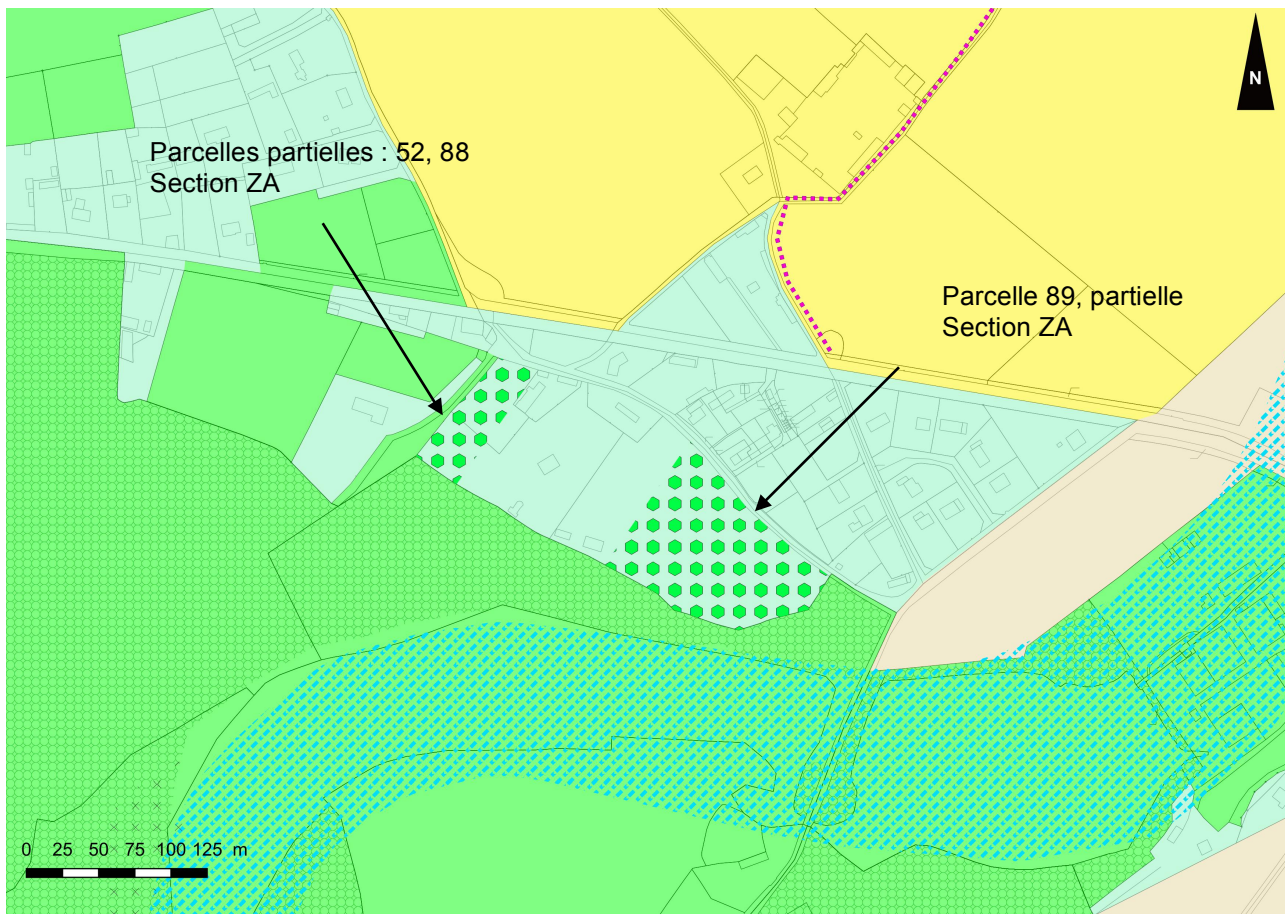 N
Parcelles partielles : 52, 88
Section ZA
Parcelle 89, partielle
Section ZA
0 25 50 75 100 125 m